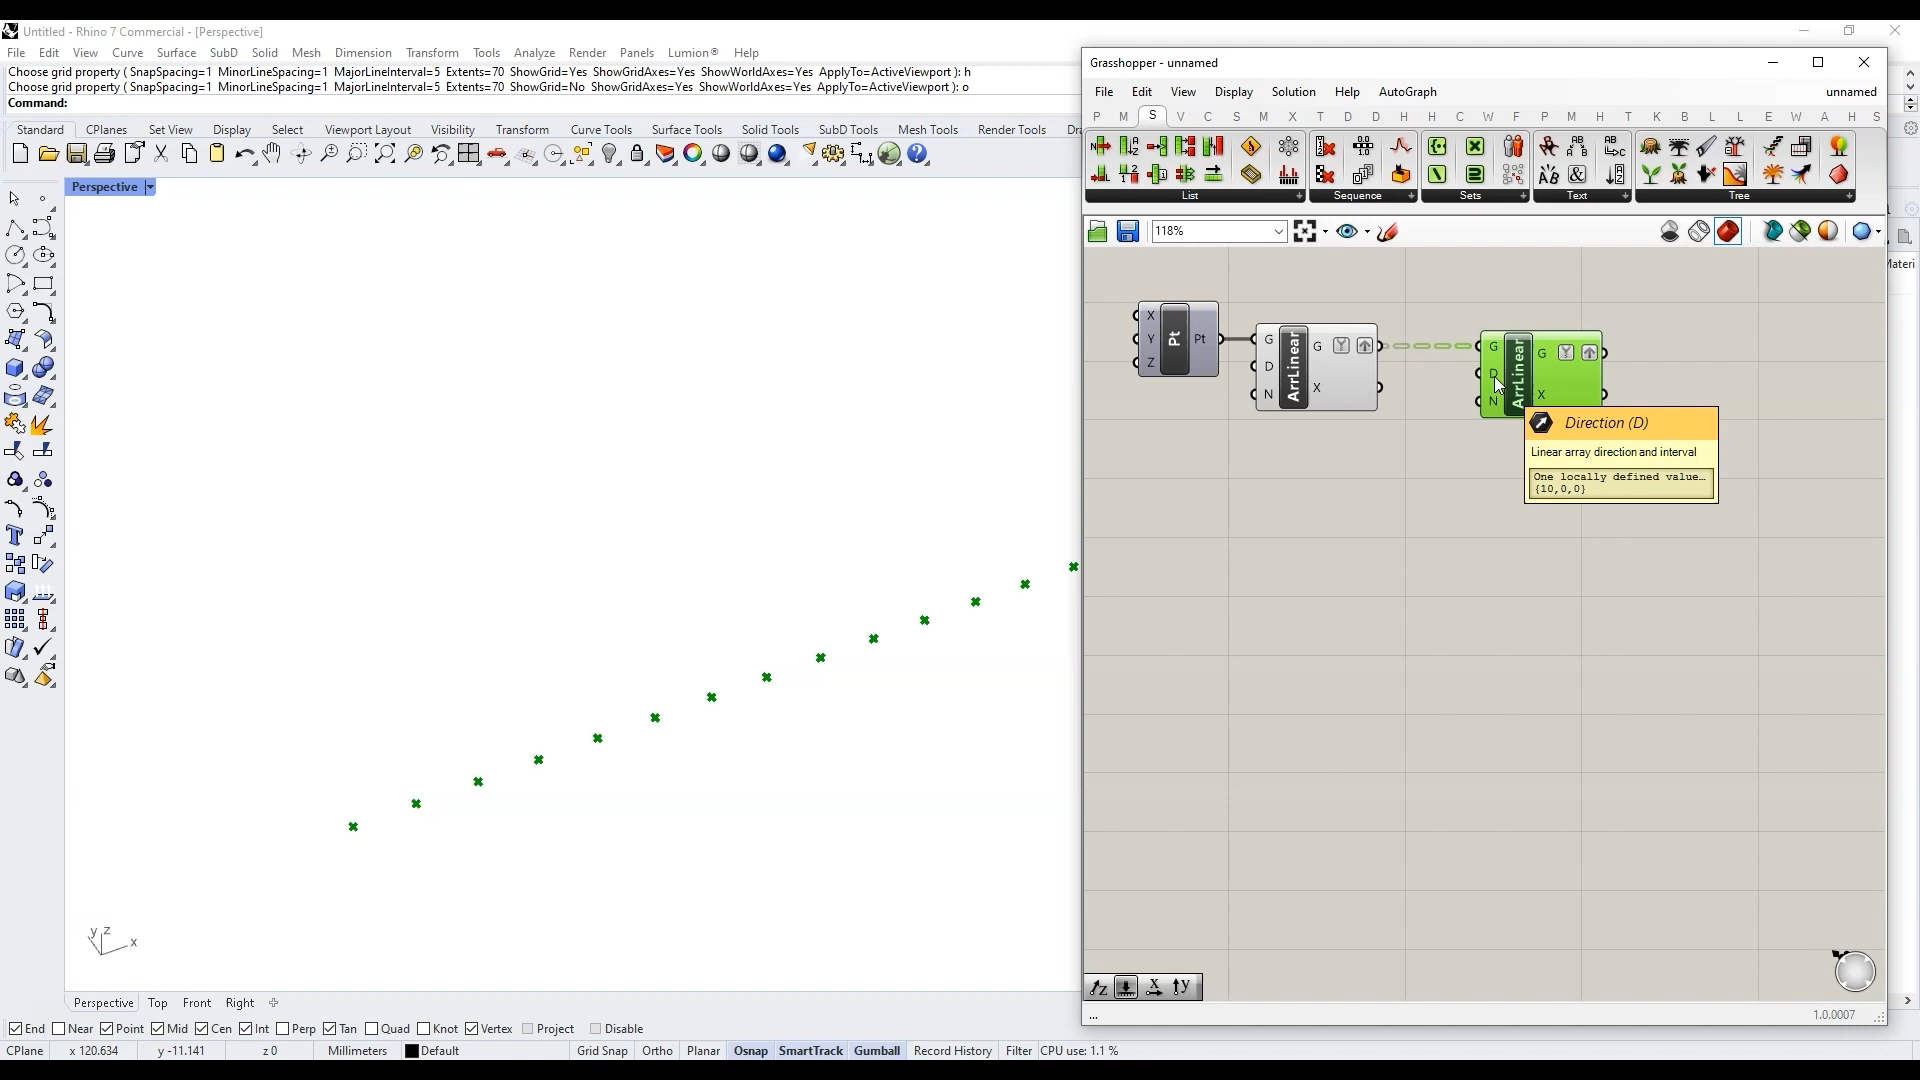 Untitled - Rhino 7 Commercial - [Perspective]
File Edit View Curve Surface SubD Solid Mesh Dimension Transform Tools Analyze Render Panels Lumion® Help
Choose grid property ( SnapSpacing=1 MinorLineSpacing=1 MajorLineInterval=5 Extents=70 ShowGrid=Yes ShowGridAxes=Yes ShowWorldAxes=Yes ApplyTo=ActiveViewport ): h
Choose grid property ( SnapSpacing=1 MinorLineSpacing=1 MajorLineInterval=5 Extents=70 ShowGrid=No ShowGridAxes=Yes ShowWorldAxes=Yes ApplyTo=ActiveViewport ): o
Command:
Standard CPlanes Set View Display Select Viewport Layout Visibility Transform Curve Tools Surface Tools Solid Tools SubD Tools Mesh Tools Render Tools
Perspective
Grasshopper - unnamed
File Edit View Display Solution Help AutoGraph unnamed
P M S V C S M X T D D H H C W F P M H T K B L L E W A H S
List Sequence Sets Text Tree
118%
X
Y
Z
Pt
Pt
G
D
N
ArrLinear
G
X
G
D
N
ArrLinear
G
X
Direction (D)
Linear array direction and interval
One locally defined value…
{10,0,0}
Materi
y z x
z x y
... 1.0.0007
Perspective Top Front Right
End Near Point Mid Cen Int Perp Tan Quad Knot Vertex Project Disable
CPlane x 120.634 y -11.141 z 0 Millimeters Default Grid Snap Ortho Planar Osnap SmartTrack Gumball Record History Filter CPU use: 1.1 %